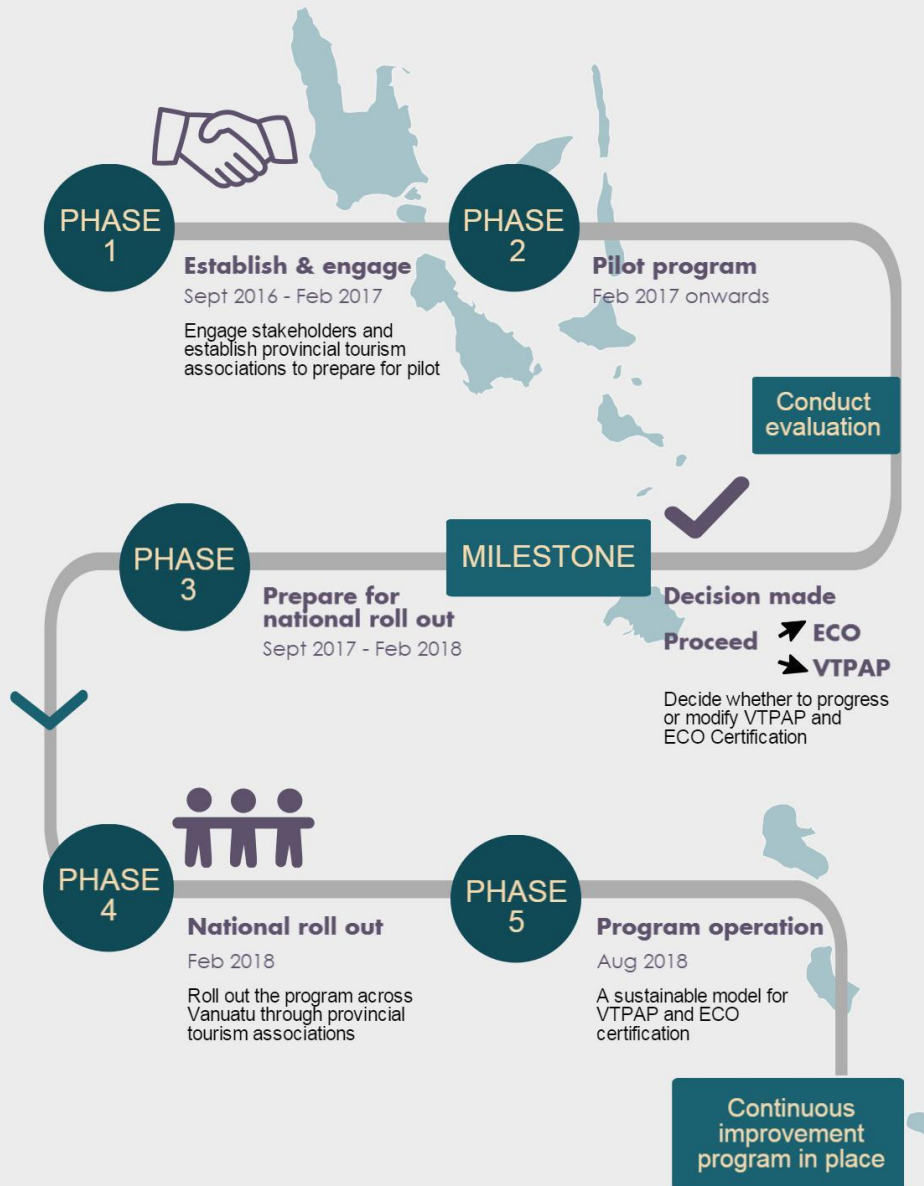 PHASE
1
Establish & engage
Sept 2016 - Feb 2017
Engage stakeholders and
establish provincial tourism
associations to prepare for pilot
PHASE
2
Pilot program
Feb 2017 onwards
Conduct
evaluation
MILESTONE
Decision made
Proceed
ECO
VTPAP
Decide whether to progress
or modify VTPAP and
ECO Certification
PHASE
3
Prepare for
national roll out
Sept 2017 - Feb 2018
PHASE
4
National roll out
Feb 2018
Roll out the program across
Vanuatu through provincial
tourism associations
PHASE
5
Program operation
Aug 2018
A sustainable model for
VTPAP and ECO
certification
Continuous
improvement
program in place